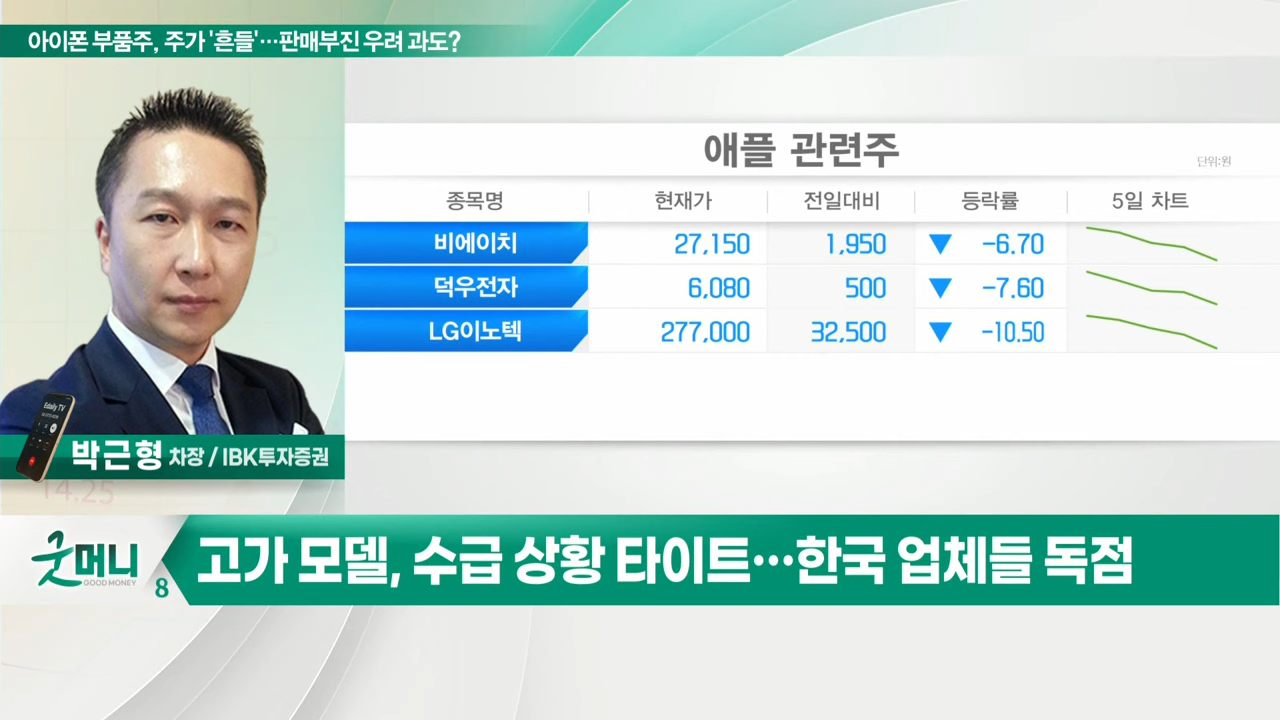 아이폰 부품주, 주가 '흔들'…판매부진 우려 과도?
애플 관련주
단위:원
종목명 현재가 전일대비 등락률 5일 차트
비에이치 27,150 1,950 ▼ -6.70
덕우전자 6,080 500 ▼ -7.60
LG이노텍 277,000 32,500 ▼ -10.50
Edaily TV
박근형 차장 / IBK투자증권
14.25
굿머니
GOOD MONEY
8
고가 모델, 수급 상황 타이트…한국 업체들 독점